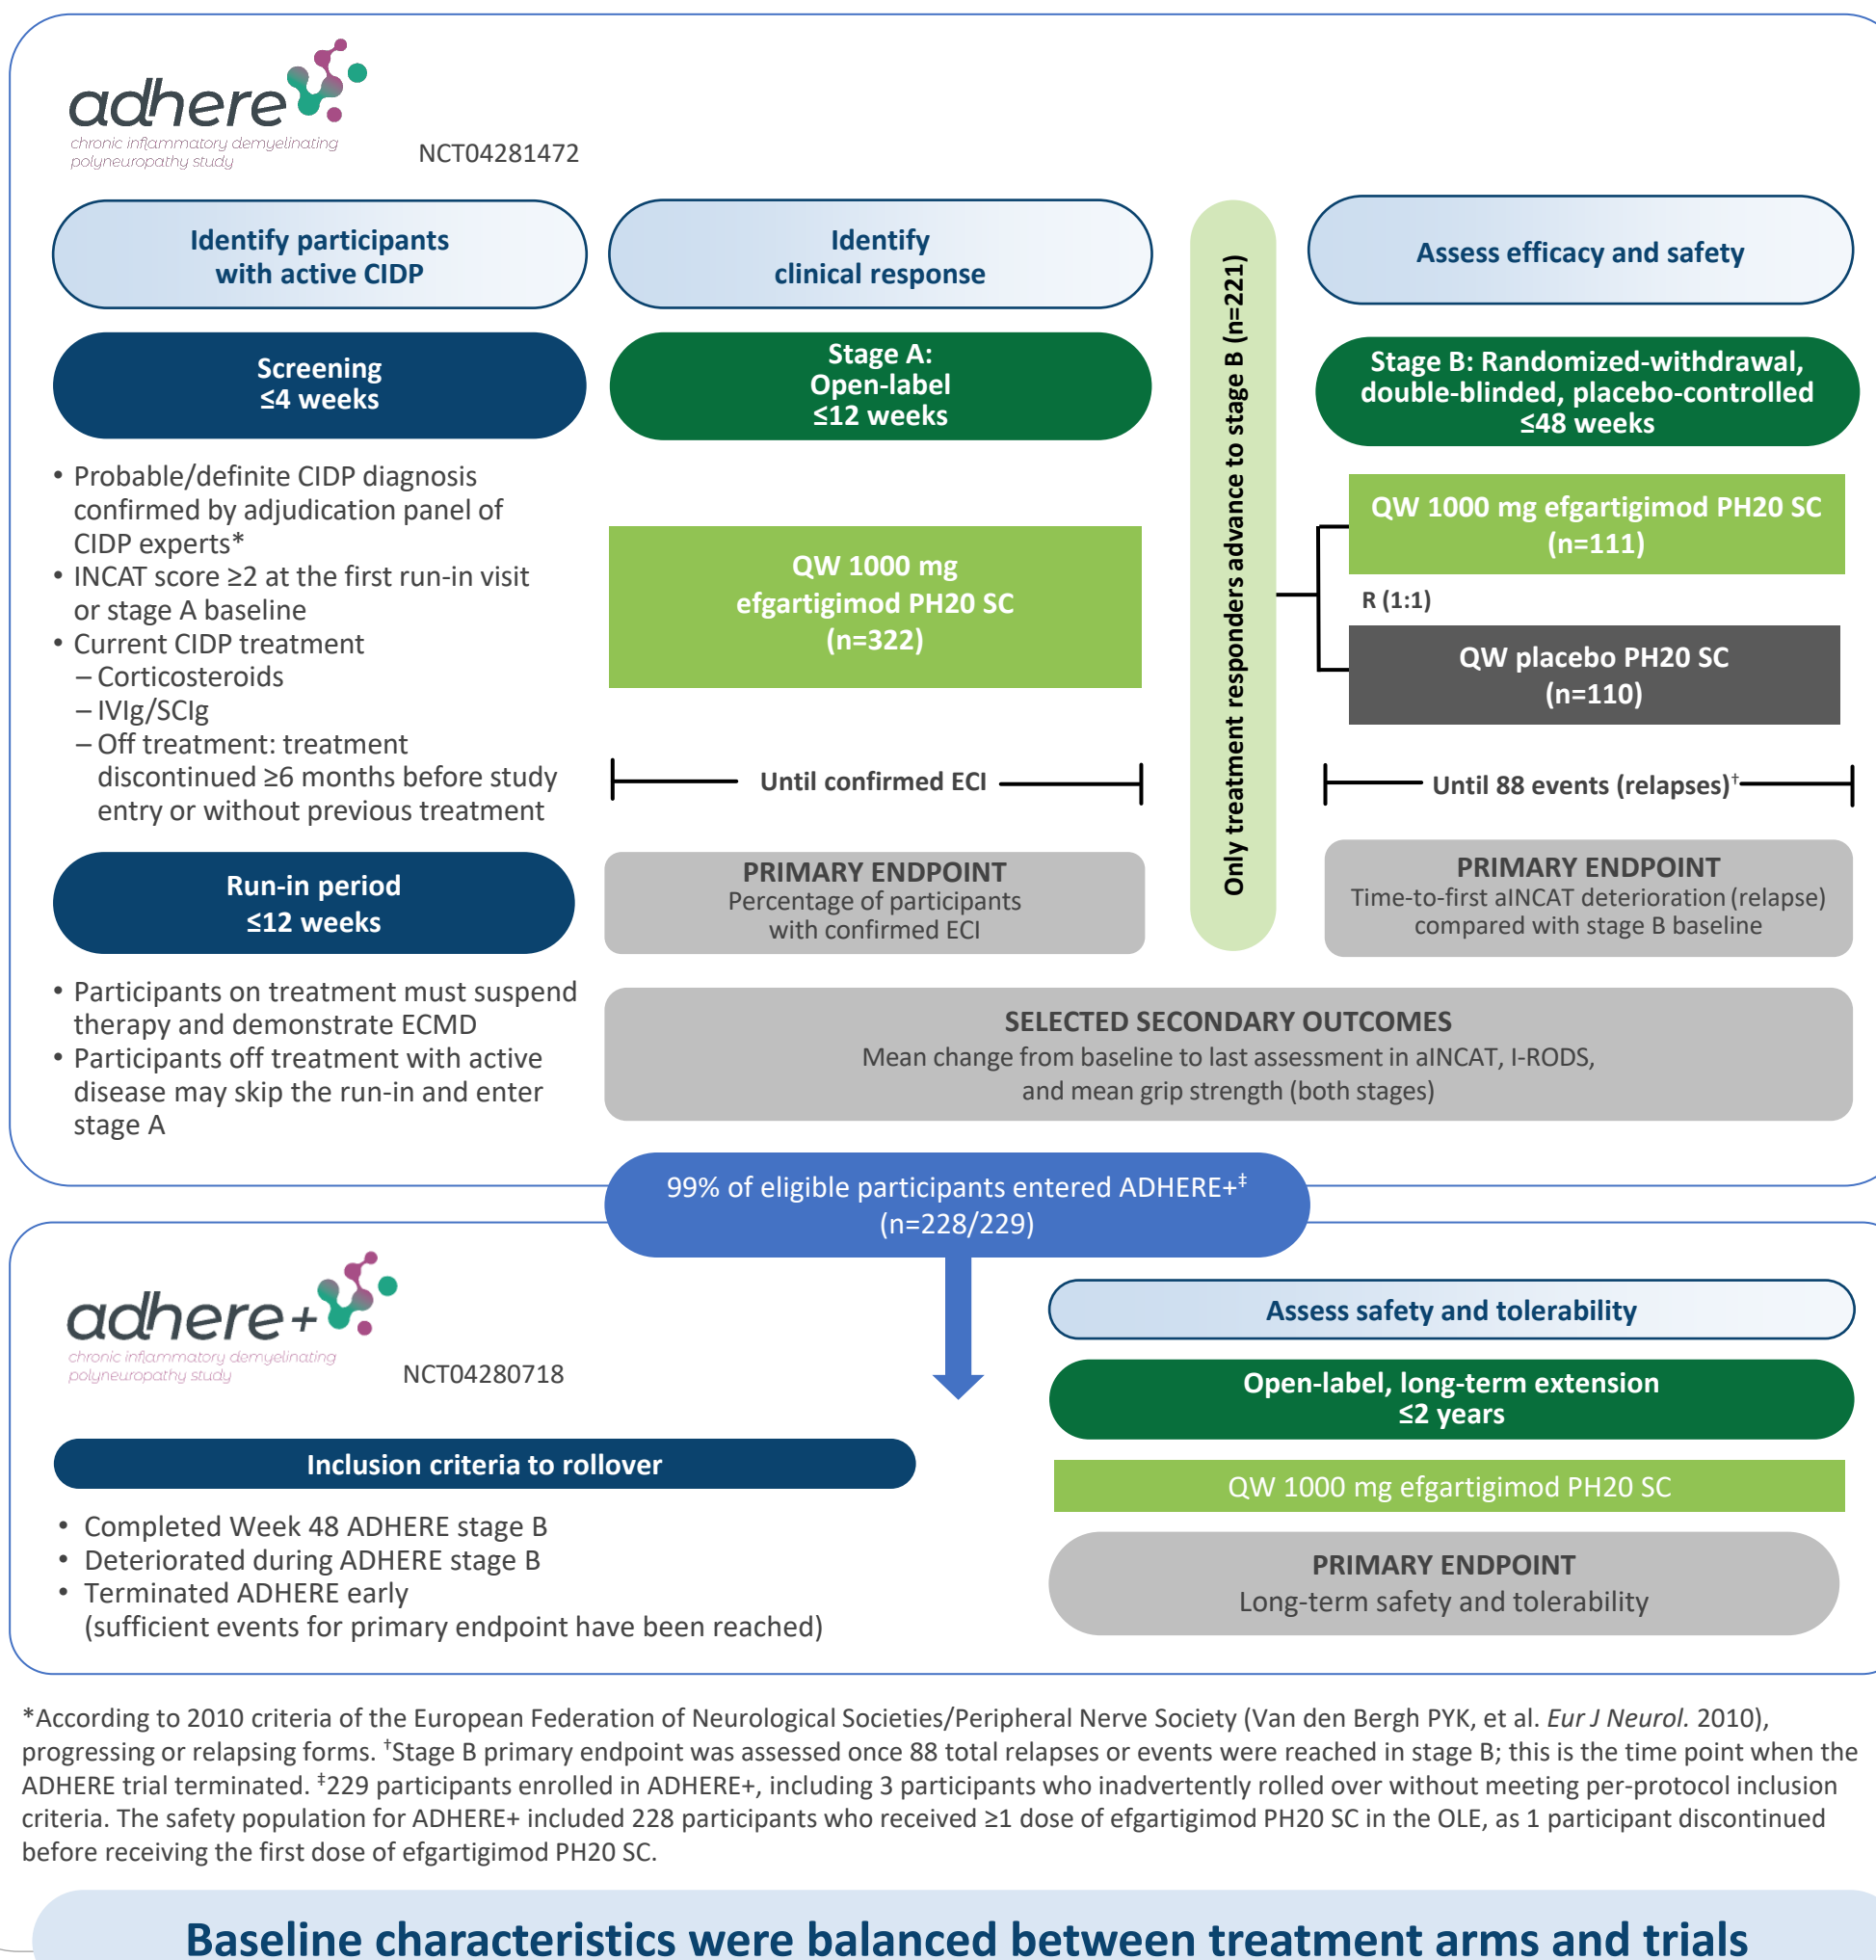 adhere
chronic inflammatory demyelinating
polyneuropathy study
NCT04281472
Identify participants
with active CIDP
Screening
≤4 weeks
• Probable/definite CIDP diagnosis
confirmed by adjudication panel of
CIDP experts*
• INCAT score ≥2 at the first run-in visit
or stage A baseline
• Current CIDP treatment
– Corticosteroids
– IVIg/SCIg
– Off treatment: treatment
discontinued ≥6 months before study
entry or without previous treatment
Run-in period
≤12 weeks
• Participants on treatment must suspend
therapy and demonstrate ECMD
• Participants off treatment with active
disease may skip the run-in and enter
stage A
Identify
clinical response
Stage A:
Open-label
≤12 weeks
QW 1000 mg
efgartigimod PH20 SC
(n=322)
Until confirmed ECI
PRIMARY ENDPOINT
Percentage of participants
with confirmed ECI
Only treatment responders advance to stage B (n=221)
Assess efficacy and safety
Stage B: Randomized-withdrawal,
double-blinded, placebo-controlled
≤48 weeks
QW 1000 mg efgartigimod PH20 SC
(n=111)
R (1:1)
QW placebo PH20 SC
(n=110)
Until 88 events (relapses)†
PRIMARY ENDPOINT
Time-to-first aINCAT deterioration (relapse)
compared with stage B baseline
SELECTED SECONDARY OUTCOMES
Mean change from baseline to last assessment in aINCAT, I-RODS,
and mean grip strength (both stages)
99% of eligible participants entered ADHERE+‡
(n=228/229)
adhere+
chronic inflammatory demyelinating
polyneuropathy study
NCT04280718
Inclusion criteria to rollover
• Completed Week 48 ADHERE stage B
• Deteriorated during ADHERE stage B
• Terminated ADHERE early
(sufficient events for primary endpoint have been reached)
Assess safety and tolerability
Open-label, long-term extension
≤2 years
QW 1000 mg efgartigimod PH20 SC
PRIMARY ENDPOINT
Long-term safety and tolerability
*According to 2010 criteria of the European Federation of Neurological Societies/Peripheral Nerve Society (Van den Bergh PYK, et al. Eur J Neurol. 2010),
progressing or relapsing forms. †Stage B primary endpoint was assessed once 88 total relapses or events were reached in stage B; this is the time point when the
ADHERE trial terminated. ‡229 participants enrolled in ADHERE+, including 3 participants who inadvertently rolled over without meeting per-protocol inclusion
criteria. The safety population for ADHERE+ included 228 participants who received ≥1 dose of efgartigimod PH20 SC in the OLE, as 1 participant discontinued
before receiving the first dose of efgartigimod PH20 SC.
Baseline characteristics were balanced between treatment arms and trials